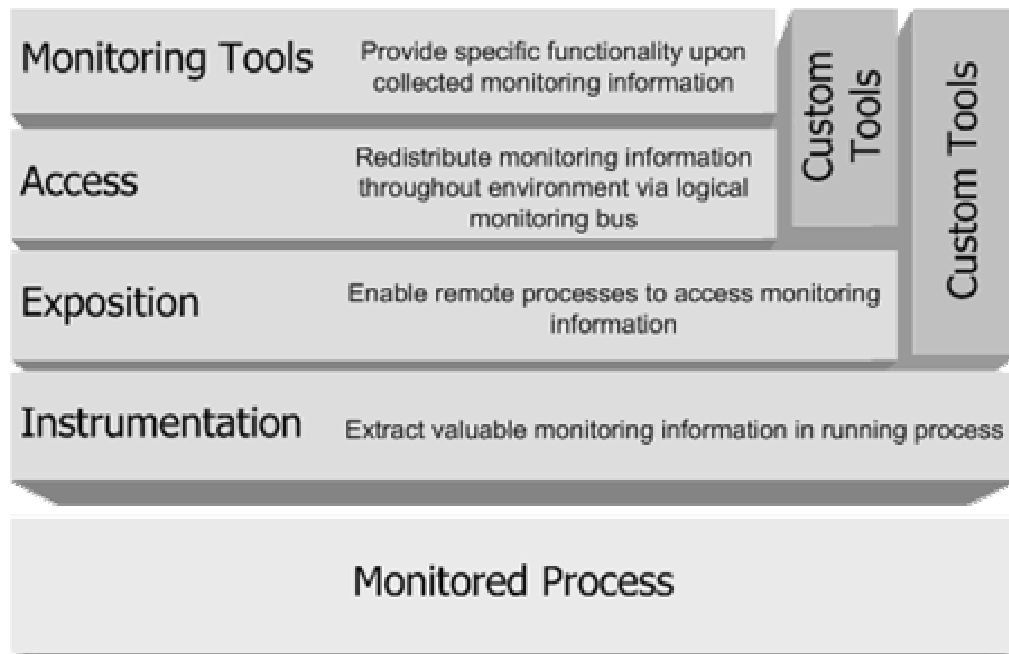 Monitoring Tools
Provide specific functionality upon
collected monitoring information
Custom
Tools
Custom Tools
Access
Redistribute monitoring information
throughout environment via logical
monitoring bus
Exposition
Enable remote processes to access monitoring
information
Instrumentation
Extract valuable monitoring information in running process
Monitored Process